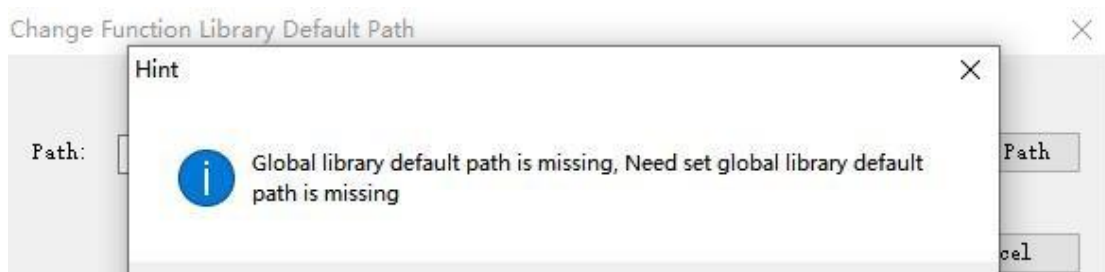 Change Function Library Default Path
Hint
Path:
Global library default path is missing, Need set global library default
path is missing
Path
cel